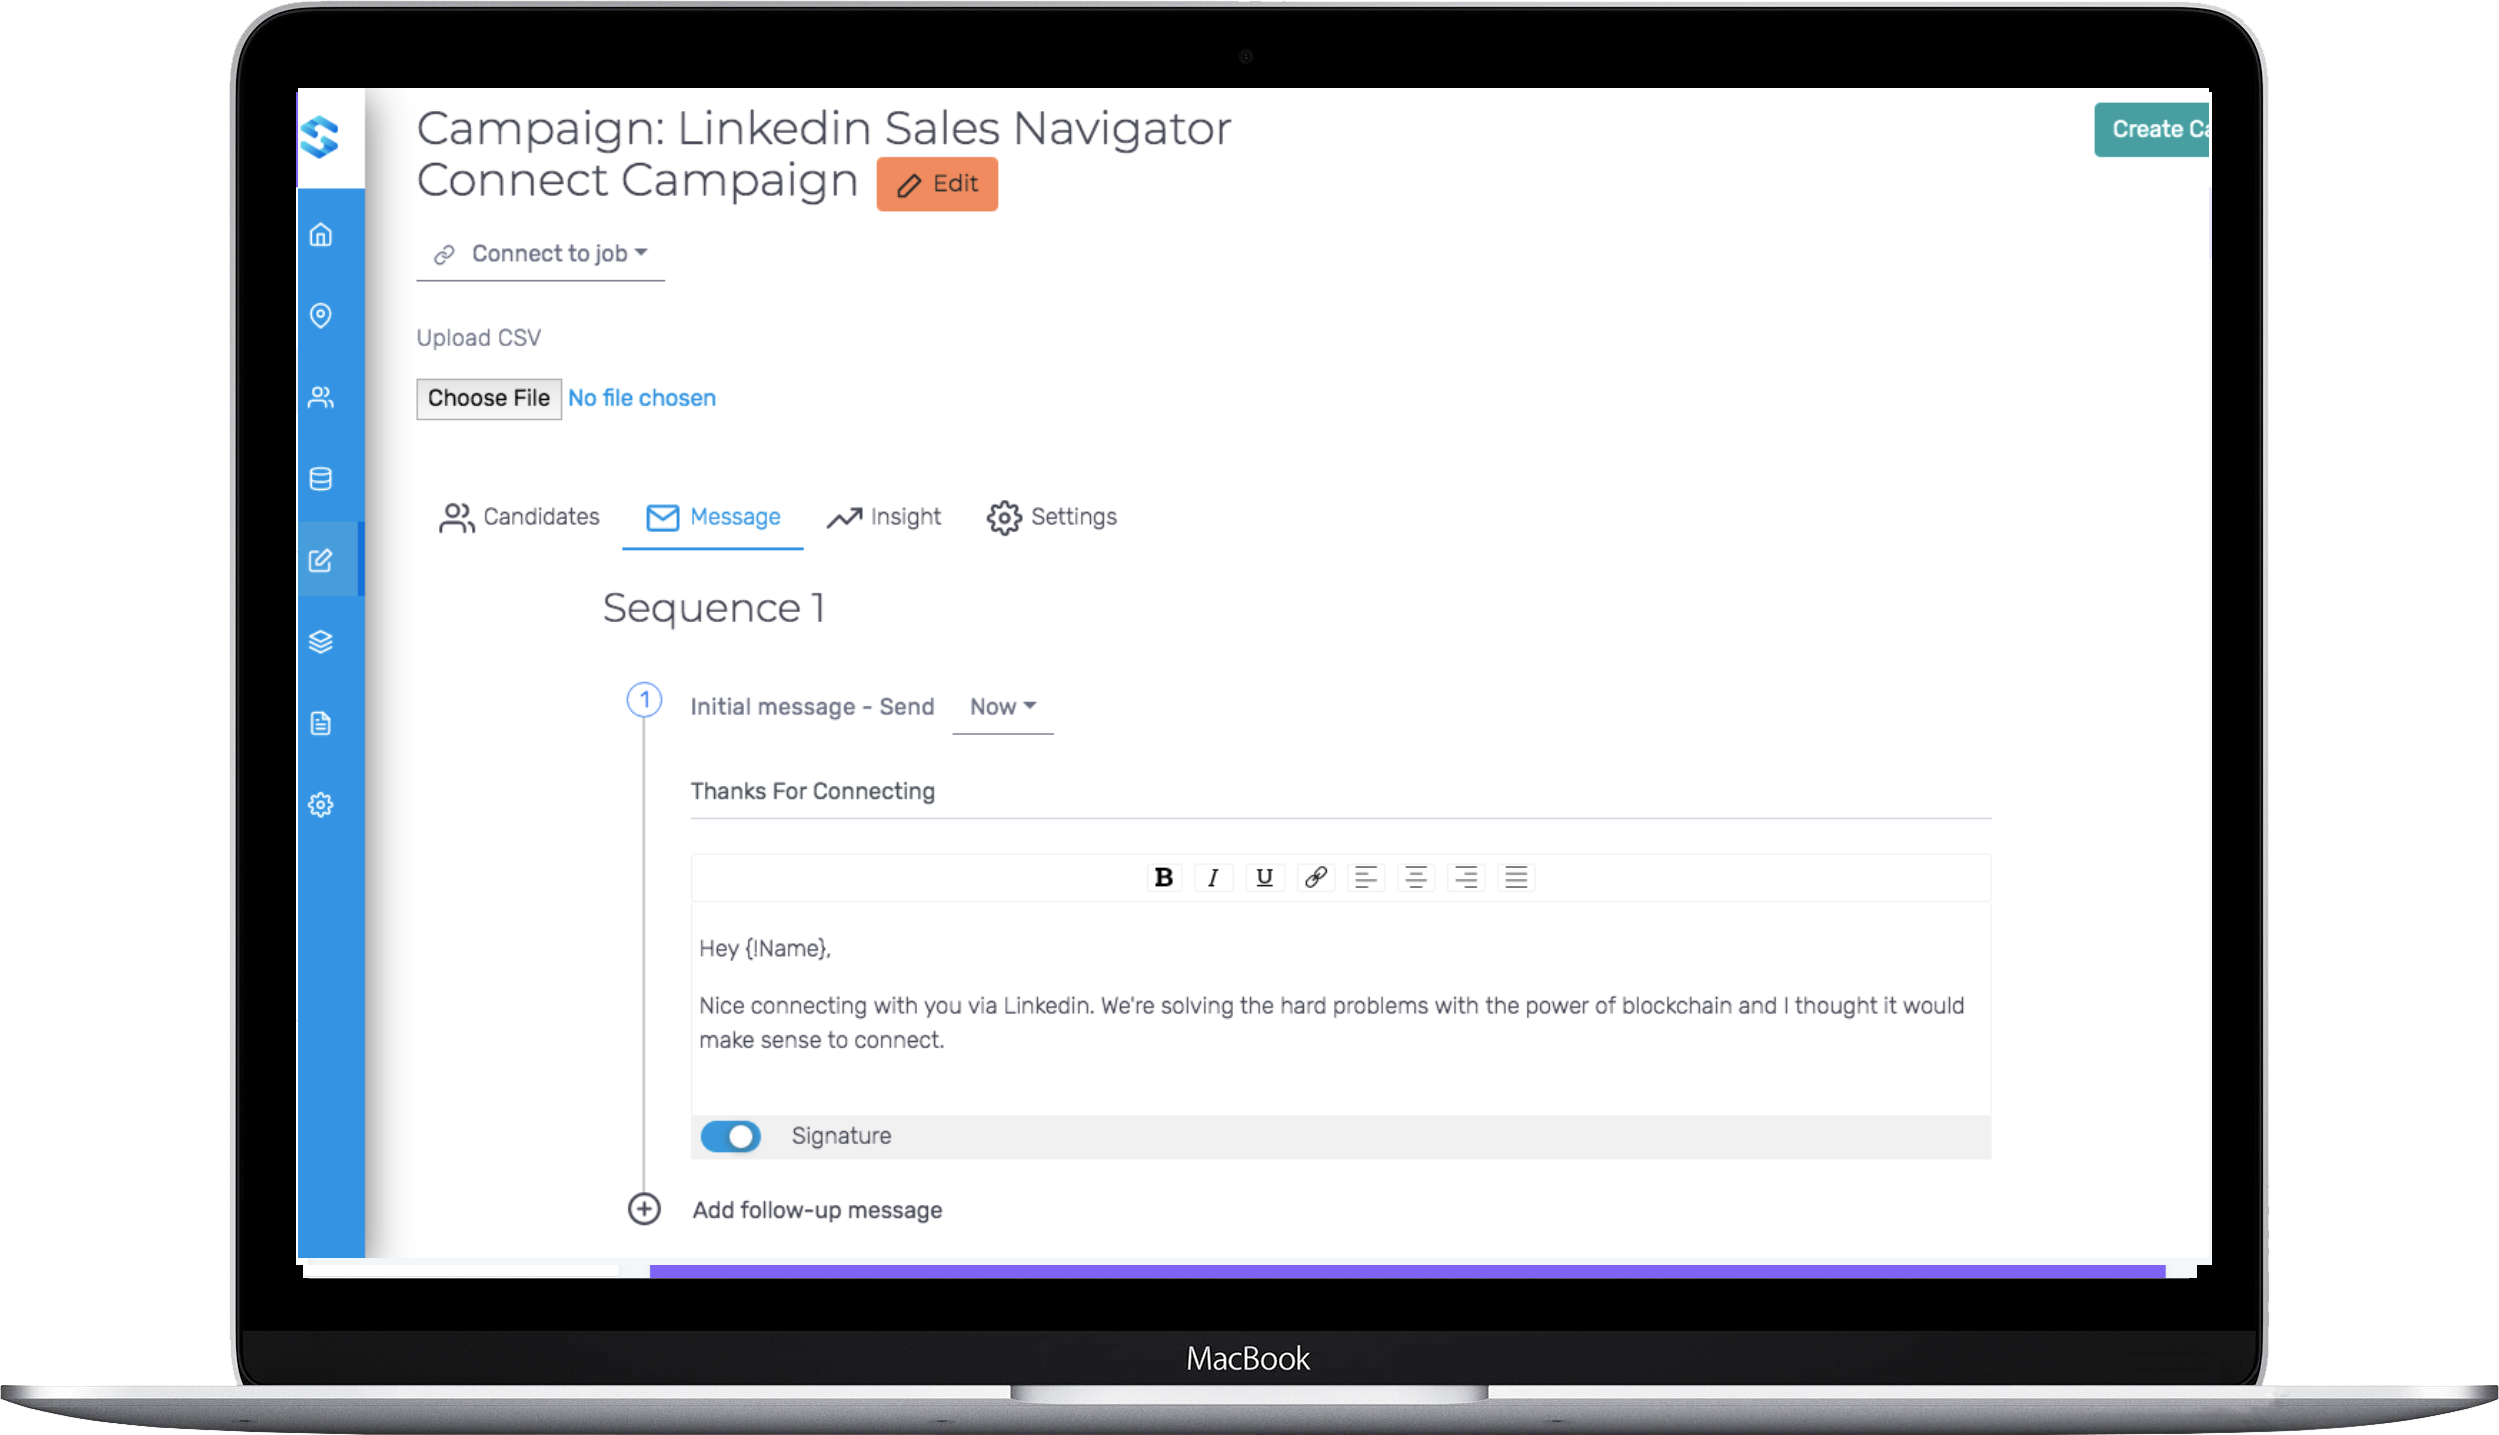 Campaign: Linkedin Sales Navigator
Connect Campaign
Edit
Create
Connect to job
Upload CSV
Choose File No file chosen
Candidates Message Insight Settings
Sequence 1
1 Initial message - Send Now
Thanks For Connecting
B I U
Hey {!Name},
Nice connecting with you via Linkedin. We're solving the hard problems with the power of blockchain and I thought it would
make sense to connect.
Signature
Add follow-up message
MacBook